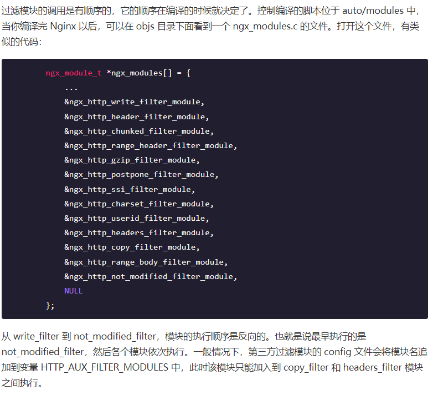 过滤模块的调用是有顺序的，它的顺序在编译的时候就决定了。控制编译的脚本位于 auto/modules 中，
当你编译完 Nginx 以后，可以在 objs 目录下面看到一个 ngx_modules.c 的文件。打开这个文件，有类
似的代码：
ngx_module_t *ngx_modules[] = {
...
&ngx_http_write_filter_module,
&ngx_http_header_filter_module,
&ngx_http_chunked_filter_module,
&ngx_http_range_header_filter_module,
&ngx_http_gzip_filter_module,
&ngx_http_postpone_filter_module,
&ngx_http_ssi_filter_module,
&ngx_http_charset_filter_module,
&ngx_http_userid_filter_module,
&ngx_http_headers_filter_module,
&ngx_http_copy_filter_module,
&ngx_http_range_body_filter_module,
&ngx_http_not_modified_filter_module,
NULL
};
从 write_filter 到 not_modified_filter，模块的执行顺序是反向的。也就是说最早执行的是
not_modified_filter，然后各个模块依次执行。一般情况下，第三方过滤模块的 config 文件会将模块名追
加到变量 HTTP_AUX_FILTER_MODULES 中，此时该模块只能加入到 copy_filter 和 headers_filter 模块
之间执行。